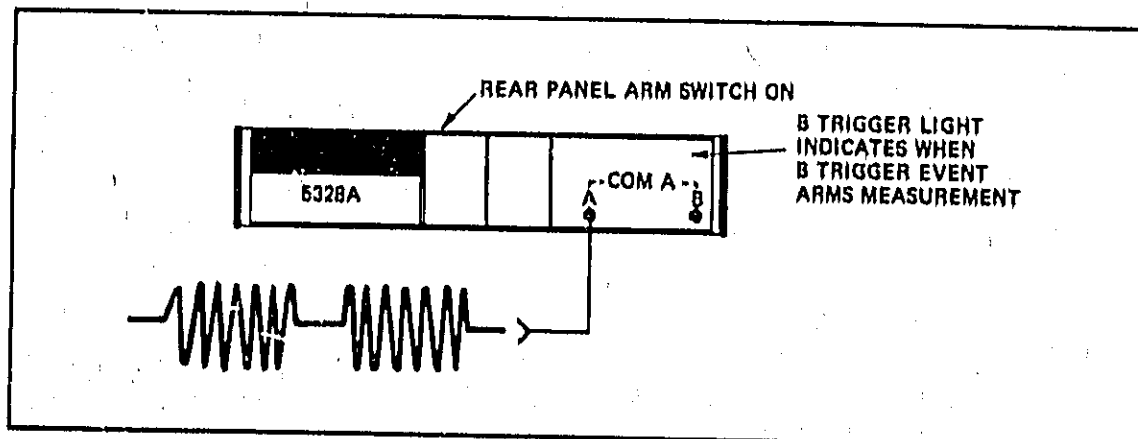 REAR PANEL ARM SWITCH ON
B TRIGGER LIGHT
INDICATES WHEN
B TRIGGER EVENT
ARMS MEASUREMENT
COM A
A
B
5328A